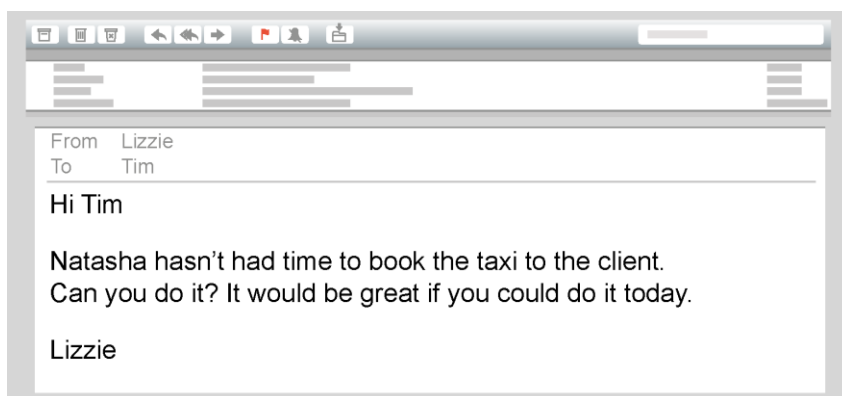 From Lizzie
To Tim
Hi Tim
Natasha hasn't had time to book the taxi to the client.
Can you do it? It would be great if you could do it today.
Lizzie